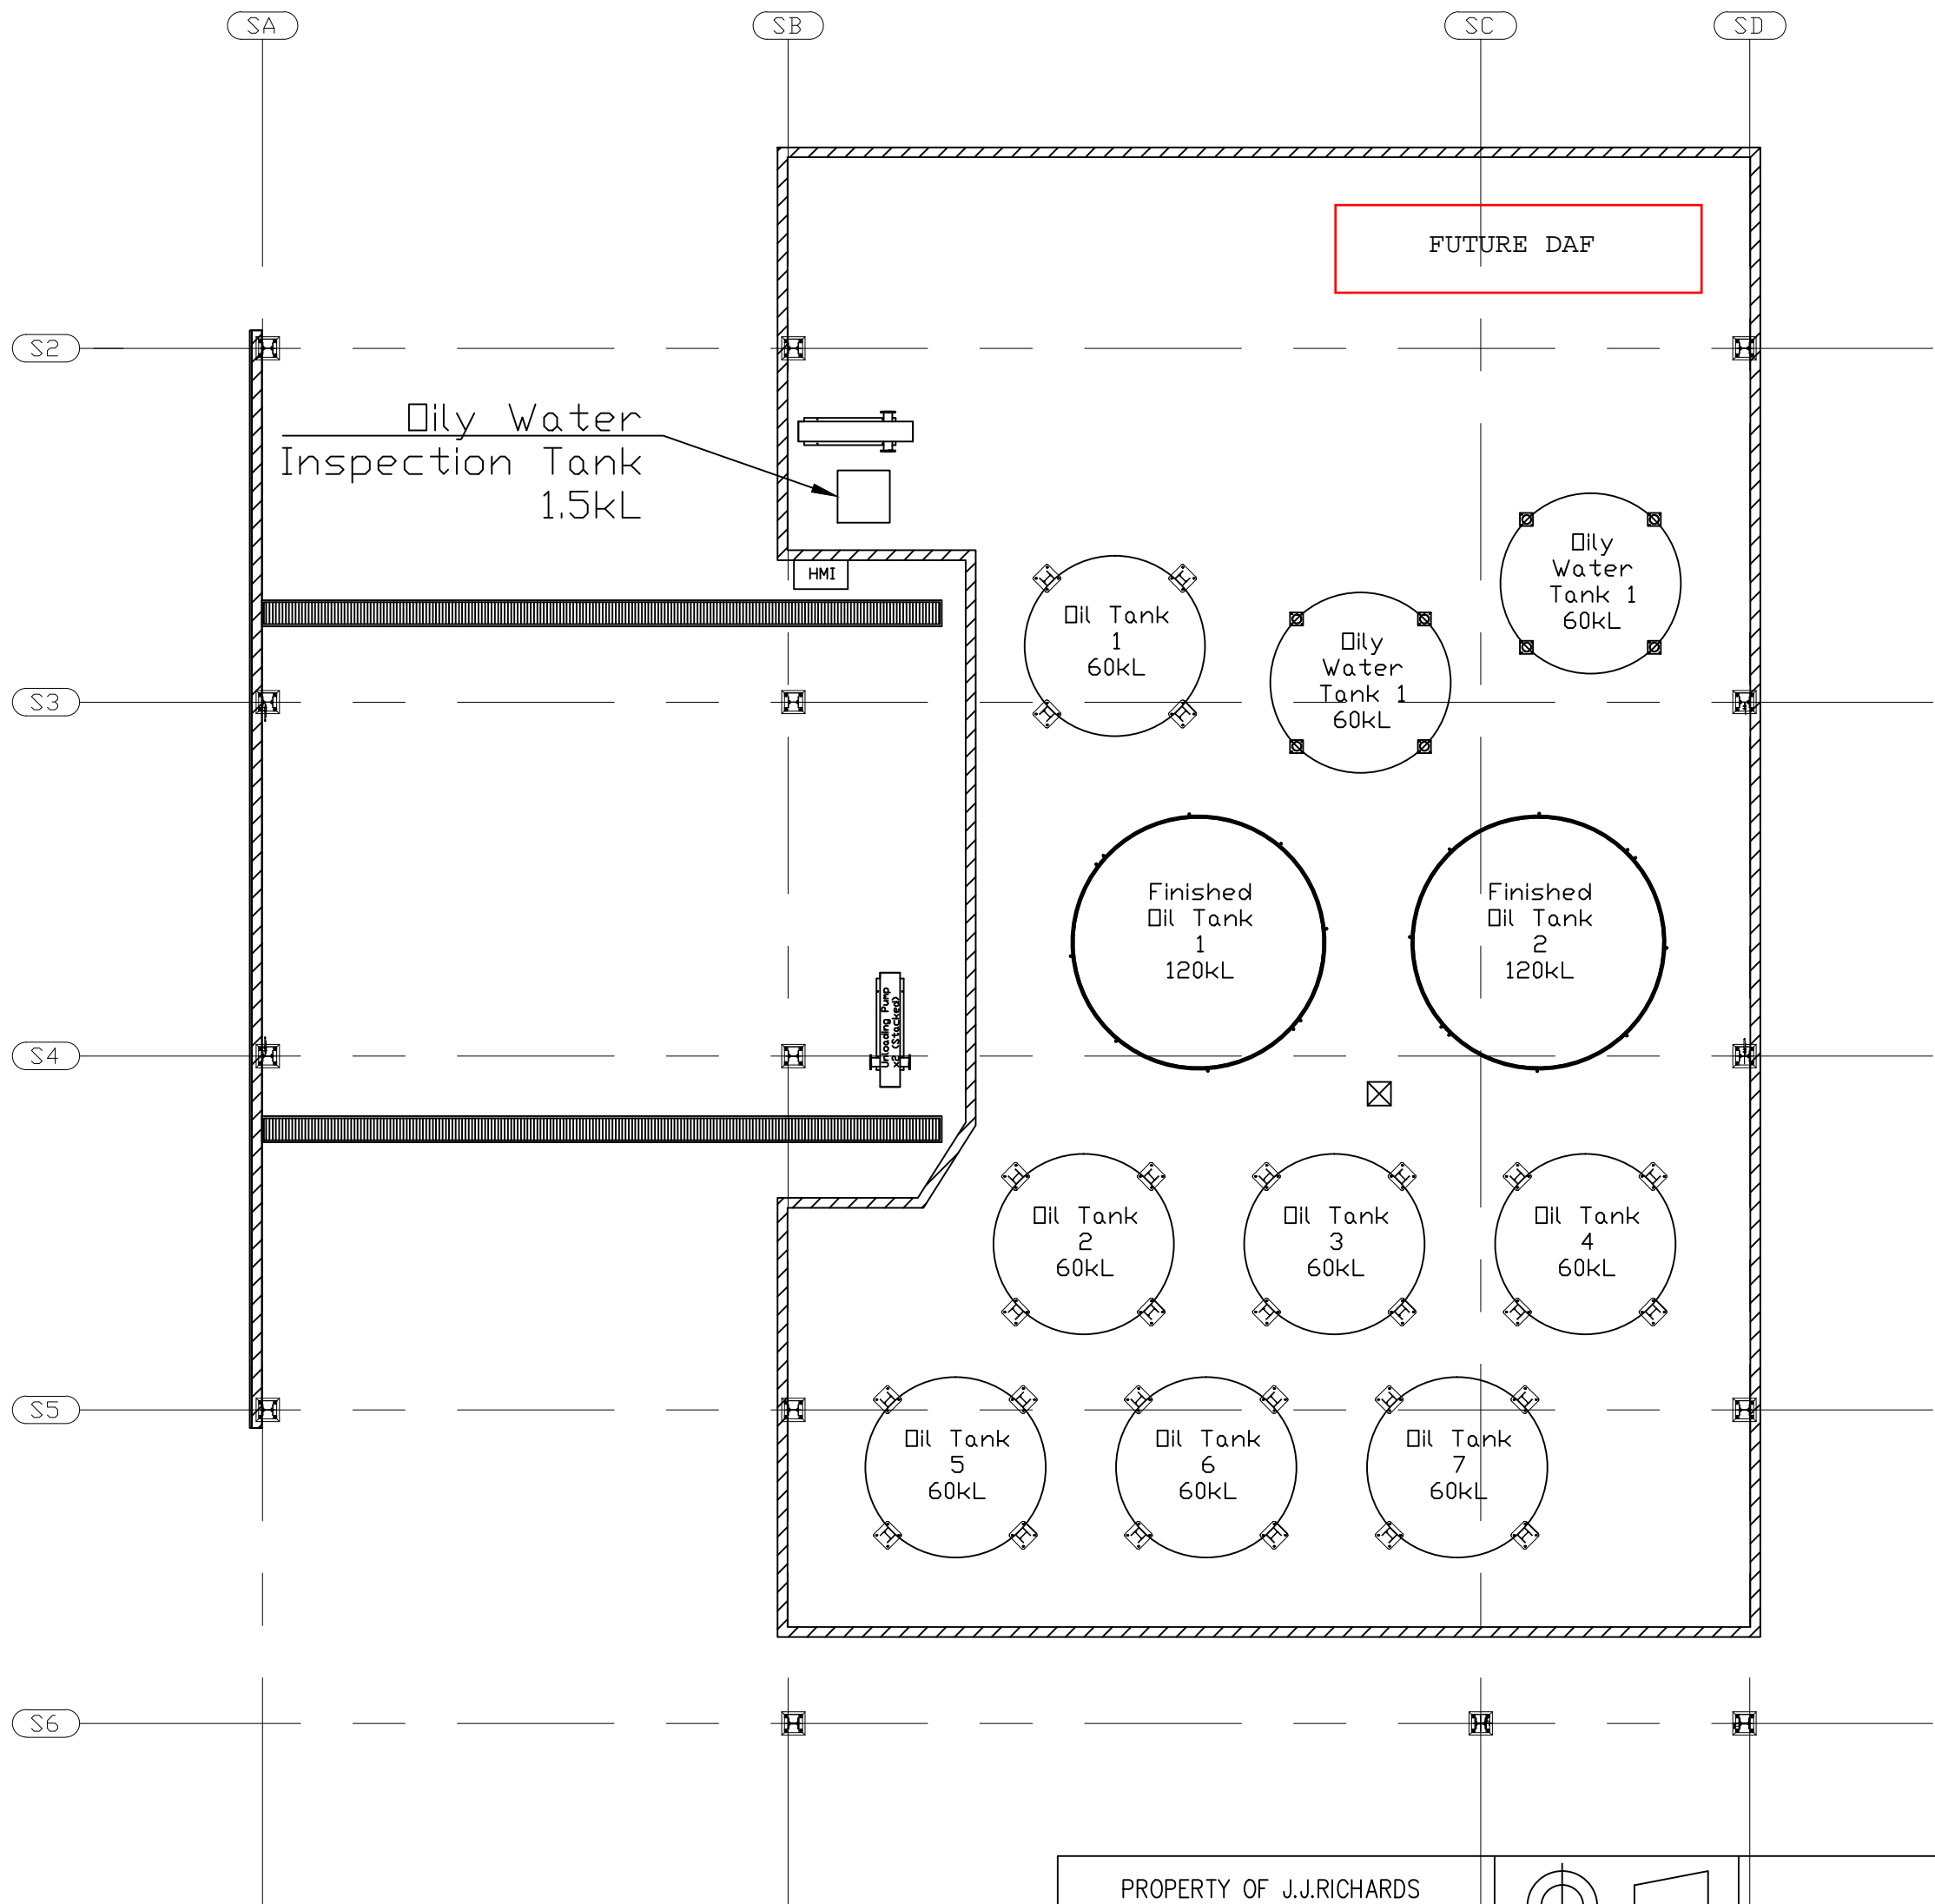 SA
SB
SC
SD
FUTURE DAF
S2
Oily Water
Inspection Tank
1.5kL
HMI
Oily
Water
Tank 1
60kL
Oil Tank
1
60kL
Oily
Water
Tank 1
60kL
S3
Finished
Oil Tank
1
120kL
Finished
Oil Tank
2
120kL
Unloading Pump
x2 (Stacked)
S4
Oil Tank
2
60kL
Oil Tank
3
60kL
Oil Tank
4
60kL
S5
Oil Tank
5
60kL
Oil Tank
6
60kL
Oil Tank
7
60kL
S6
PROPERTY OF J.J.RICHARDS